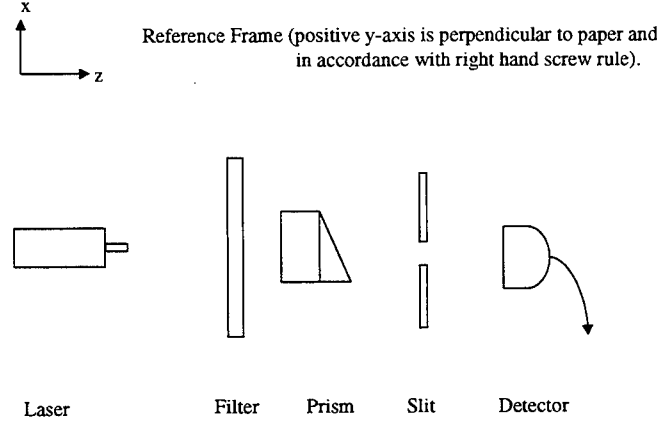 x
Reference Frame (positive y-axis is perpendicular to paper and
in accordance with right hand screw rule).
z
Laser Filter Prism Slit Detector